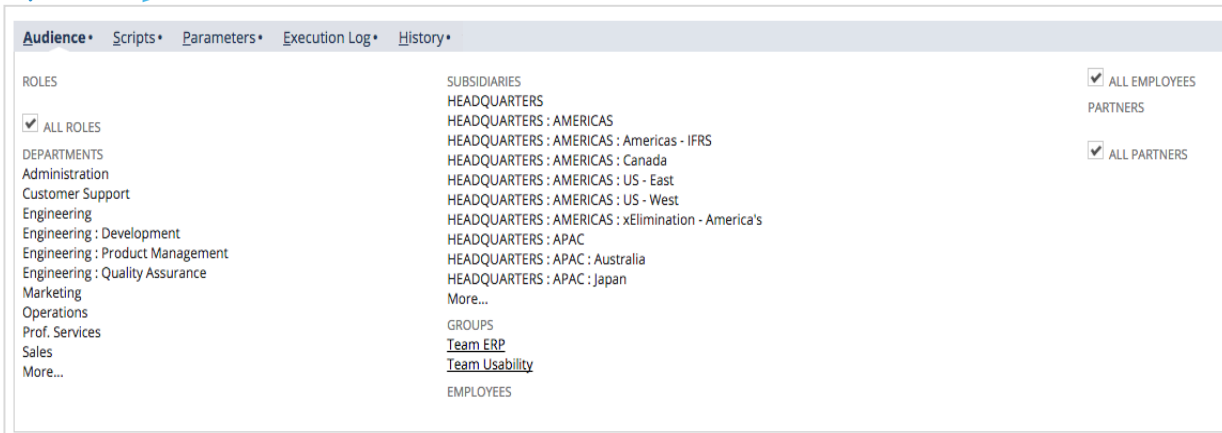 Audience • Scripts • Parameters • Execution Log • History •
ROLES
ALL ROLES
DEPARTMENTS
Administration
Customer Support
Engineering
Engineering : Development
Engineering : Product Management
Engineering : Quality Assurance
Marketing
Operations
Prof. Services
Sales
More...
SUBSIDIARIES
HEADQUARTERS
HEADQUARTERS : AMERICAS
HEADQUARTERS : AMERICAS : Americas - IFRS
HEADQUARTERS : AMERICAS : Canada
HEADQUARTERS : AMERICAS : US - East
HEADQUARTERS : AMERICAS : US - West
HEADQUARTERS : AMERICAS : xElimination - America's
HEADQUARTERS : APAC
HEADQUARTERS : APAC : Australia
HEADQUARTERS : APAC : Japan
More...
GROUPS
Team ERP
Team Usability
EMPLOYEES
ALL EMPLOYEES
PARTNERS
ALL PARTNERS